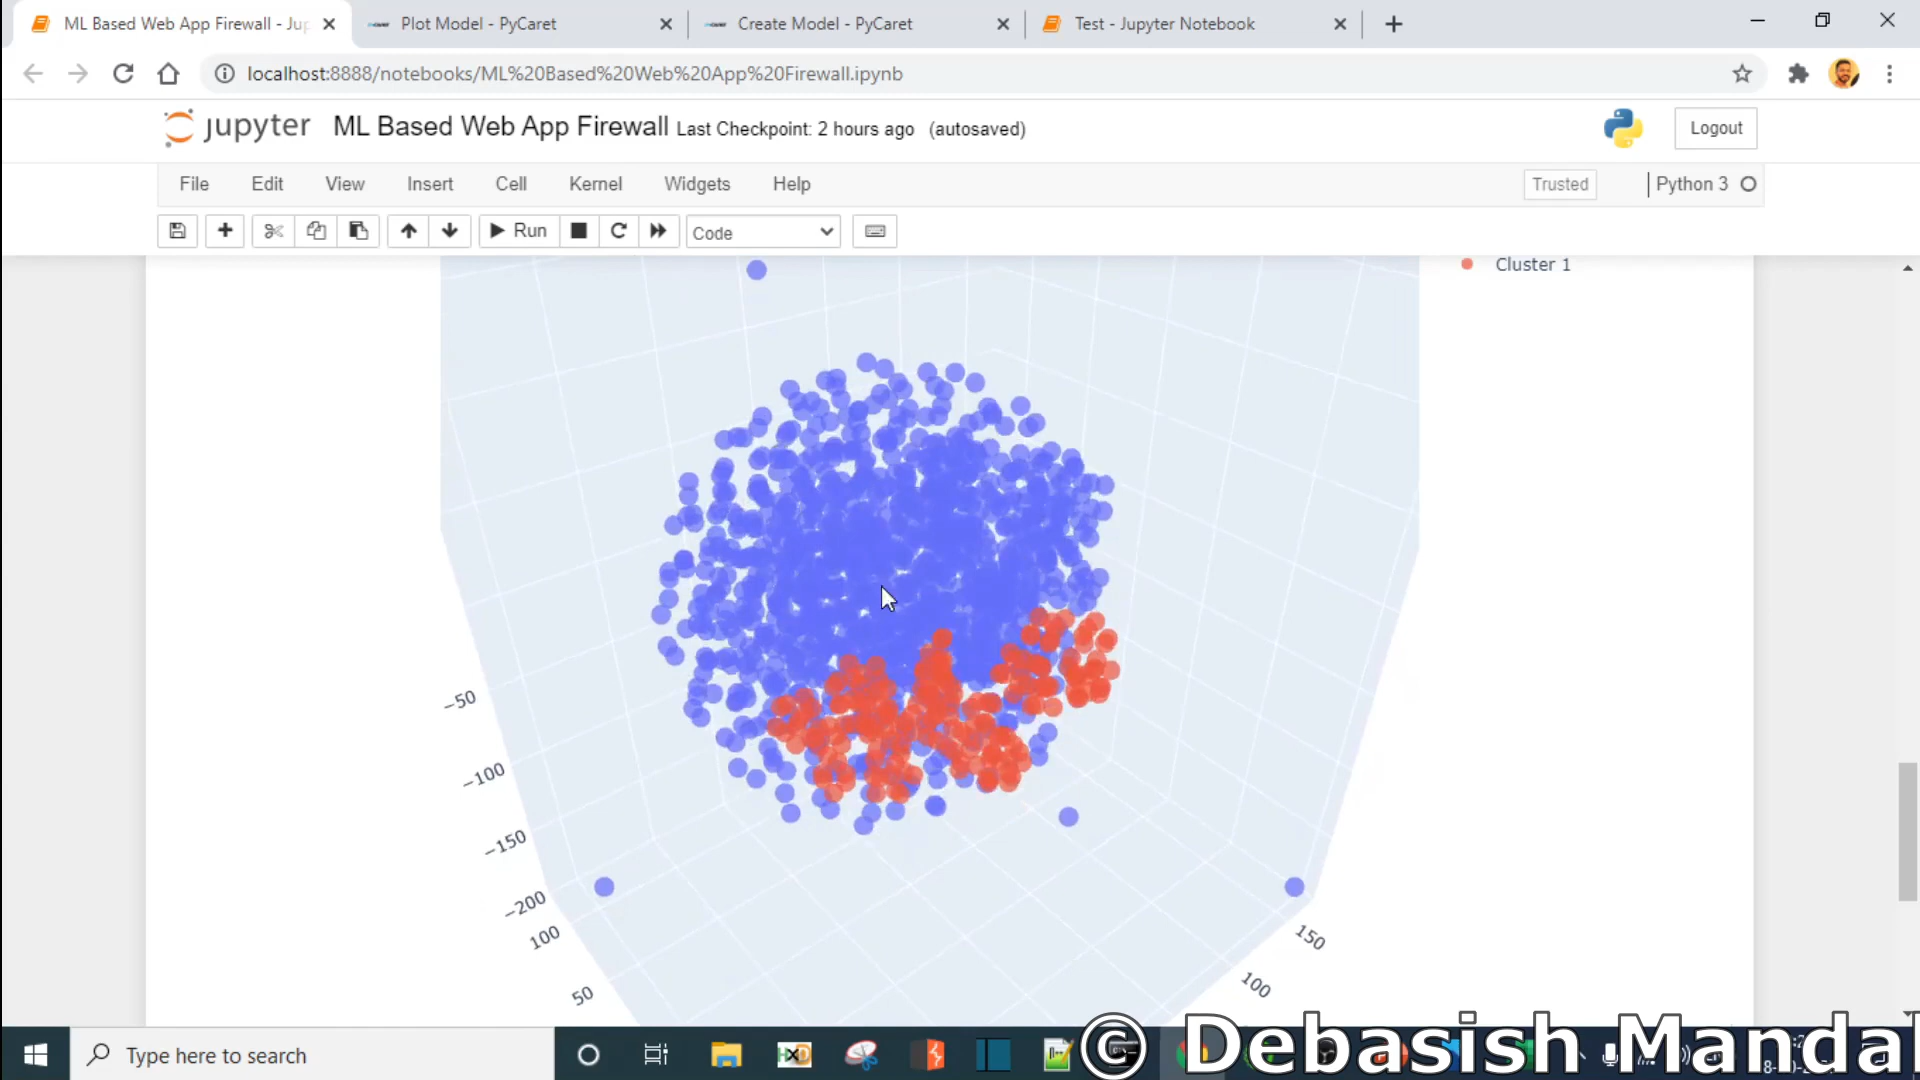 ML Based Web App Firewall - Jup
Plot Model - PyCaret
Create Model - PyCaret
Test - Jupyter Notebook
localhost:8888/notebooks/ML%20Based%20Web%20App%20Firewall.ipynb
jupyter ML Based Web App Firewall Last Checkpoint: 2 hours ago (autosaved)
Logout
File Edit View Insert Cell Kernel Widgets Help
Trusted Python 3
Run Code
Cluster 1
−50
−100
−150
−200
100
50
150
100
Type here to search
© Debasish Mandal